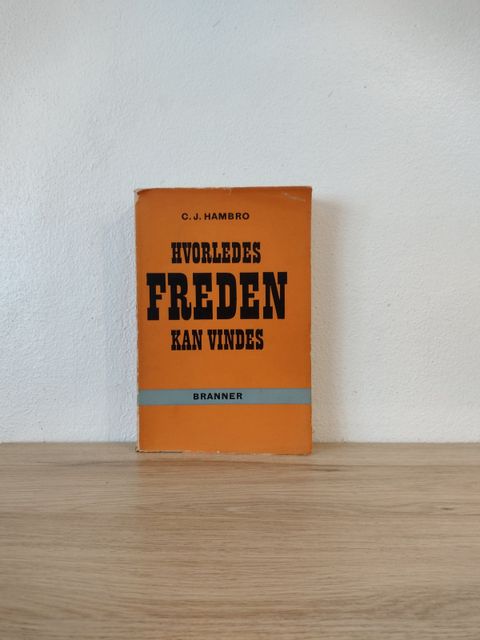 C. J. HAMBRO
HVORLEDES
FREDEN
KAN VINDES
BRANNER